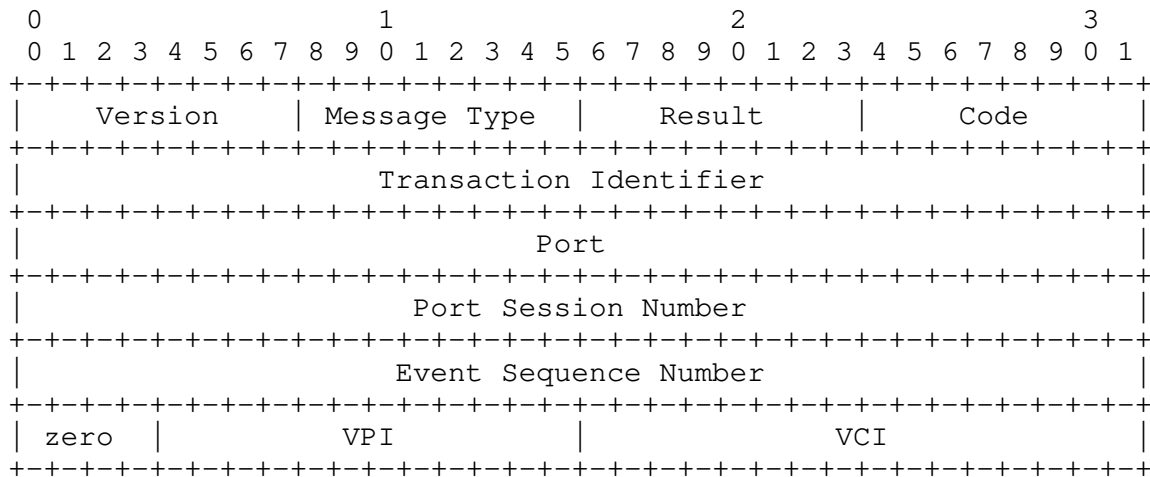 0                   1                   2                   3
 0 1 2 3 4 5 6 7 8 9 0 1 2 3 4 5 6 7 8 9 0 1 2 3 4 5 6 7 8 9 0 1
+-+-+-+-+-+-+-+-+-+-+-+-+-+-+-+-+-+-+-+-+-+-+-+-+-+-+-+-+-+-+-+-+
|    Version    | Message Type  |    Result     |     Code      |
+-+-+-+-+-+-+-+-+-+-+-+-+-+-+-+-+-+-+-+-+-+-+-+-+-+-+-+-+-+-+-+-+
|                    Transaction Identifier                     |
+-+-+-+-+-+-+-+-+-+-+-+-+-+-+-+-+-+-+-+-+-+-+-+-+-+-+-+-+-+-+-+-+
|                             Port                              |
+-+-+-+-+-+-+-+-+-+-+-+-+-+-+-+-+-+-+-+-+-+-+-+-+-+-+-+-+-+-+-+-+
|                      Port Session Number                      |
+-+-+-+-+-+-+-+-+-+-+-+-+-+-+-+-+-+-+-+-+-+-+-+-+-+-+-+-+-+-+-+-+
|                     Event Sequence Number                     |
+-+-+-+-+-+-+-+-+-+-+-+-+-+-+-+-+-+-+-+-+-+-+-+-+-+-+-+-+-+-+-+-+
| zero  |          VPI          |              VCI              |
+-+-+-+-+-+-+-+-+-+-+-+-+-+-+-+-+-+-+-+-+-+-+-+-+-+-+-+-+-+-+-+-+